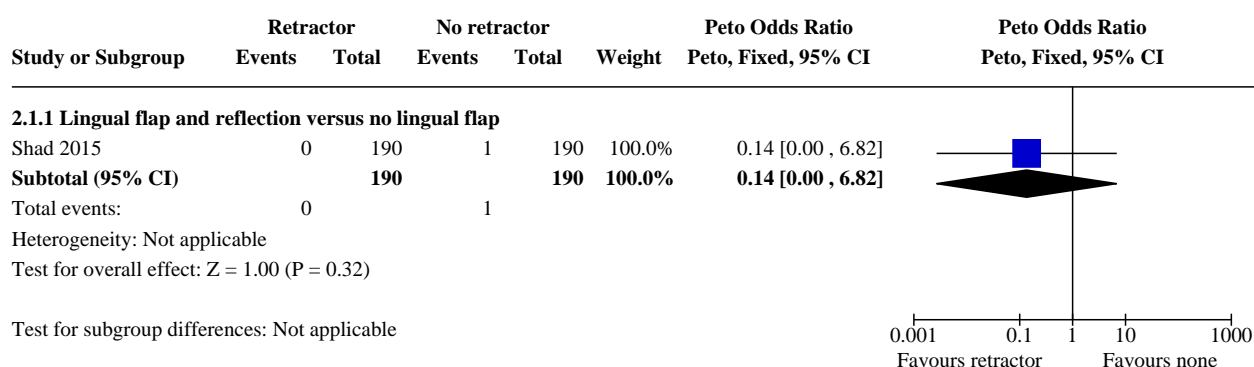 Retractor No retractor Peto Odds Ratio Peto Odds Ratio
Study or Subgroup Events Total Events Total Weight Peto, Fixed, 95% CI Peto, Fixed, 95% CI
2.1.1 Lingual flap and reflection versus no lingual flap
Shad 2015 0 190 1 190 100.0% 0.14 [0.00 , 6.82]
Subtotal (95% CI) 190 190 100.0% 0.14 [0.00 , 6.82]
Total events: 0 1
Heterogeneity: Not applicable
Test for overall effect: Z = 1.00 (P = 0.32)
Test for subgroup differences: Not applicable
0.001 0.1 1 10 1000
Favours retractor Favours none